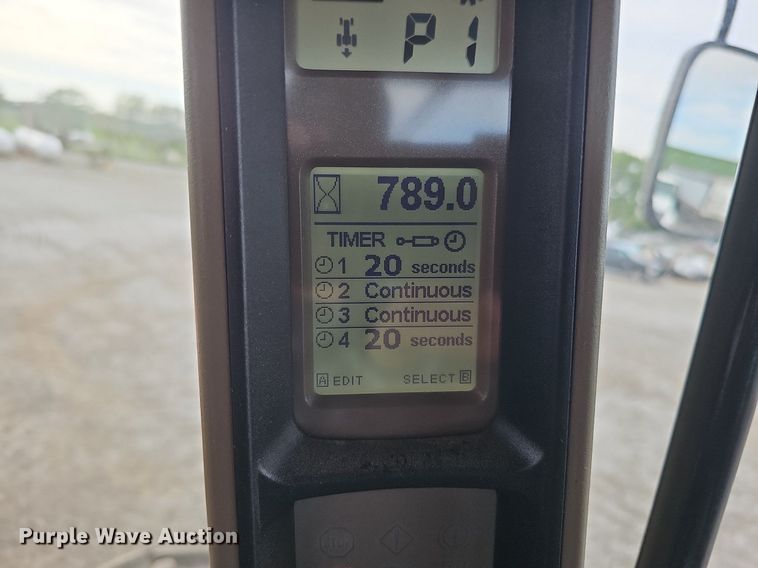 P1
789.0
TIMER
1 20 seconds
2 Continuous
3 Continuous
4 20 seconds
A EDIT SELECT B
Purple Wave Auction